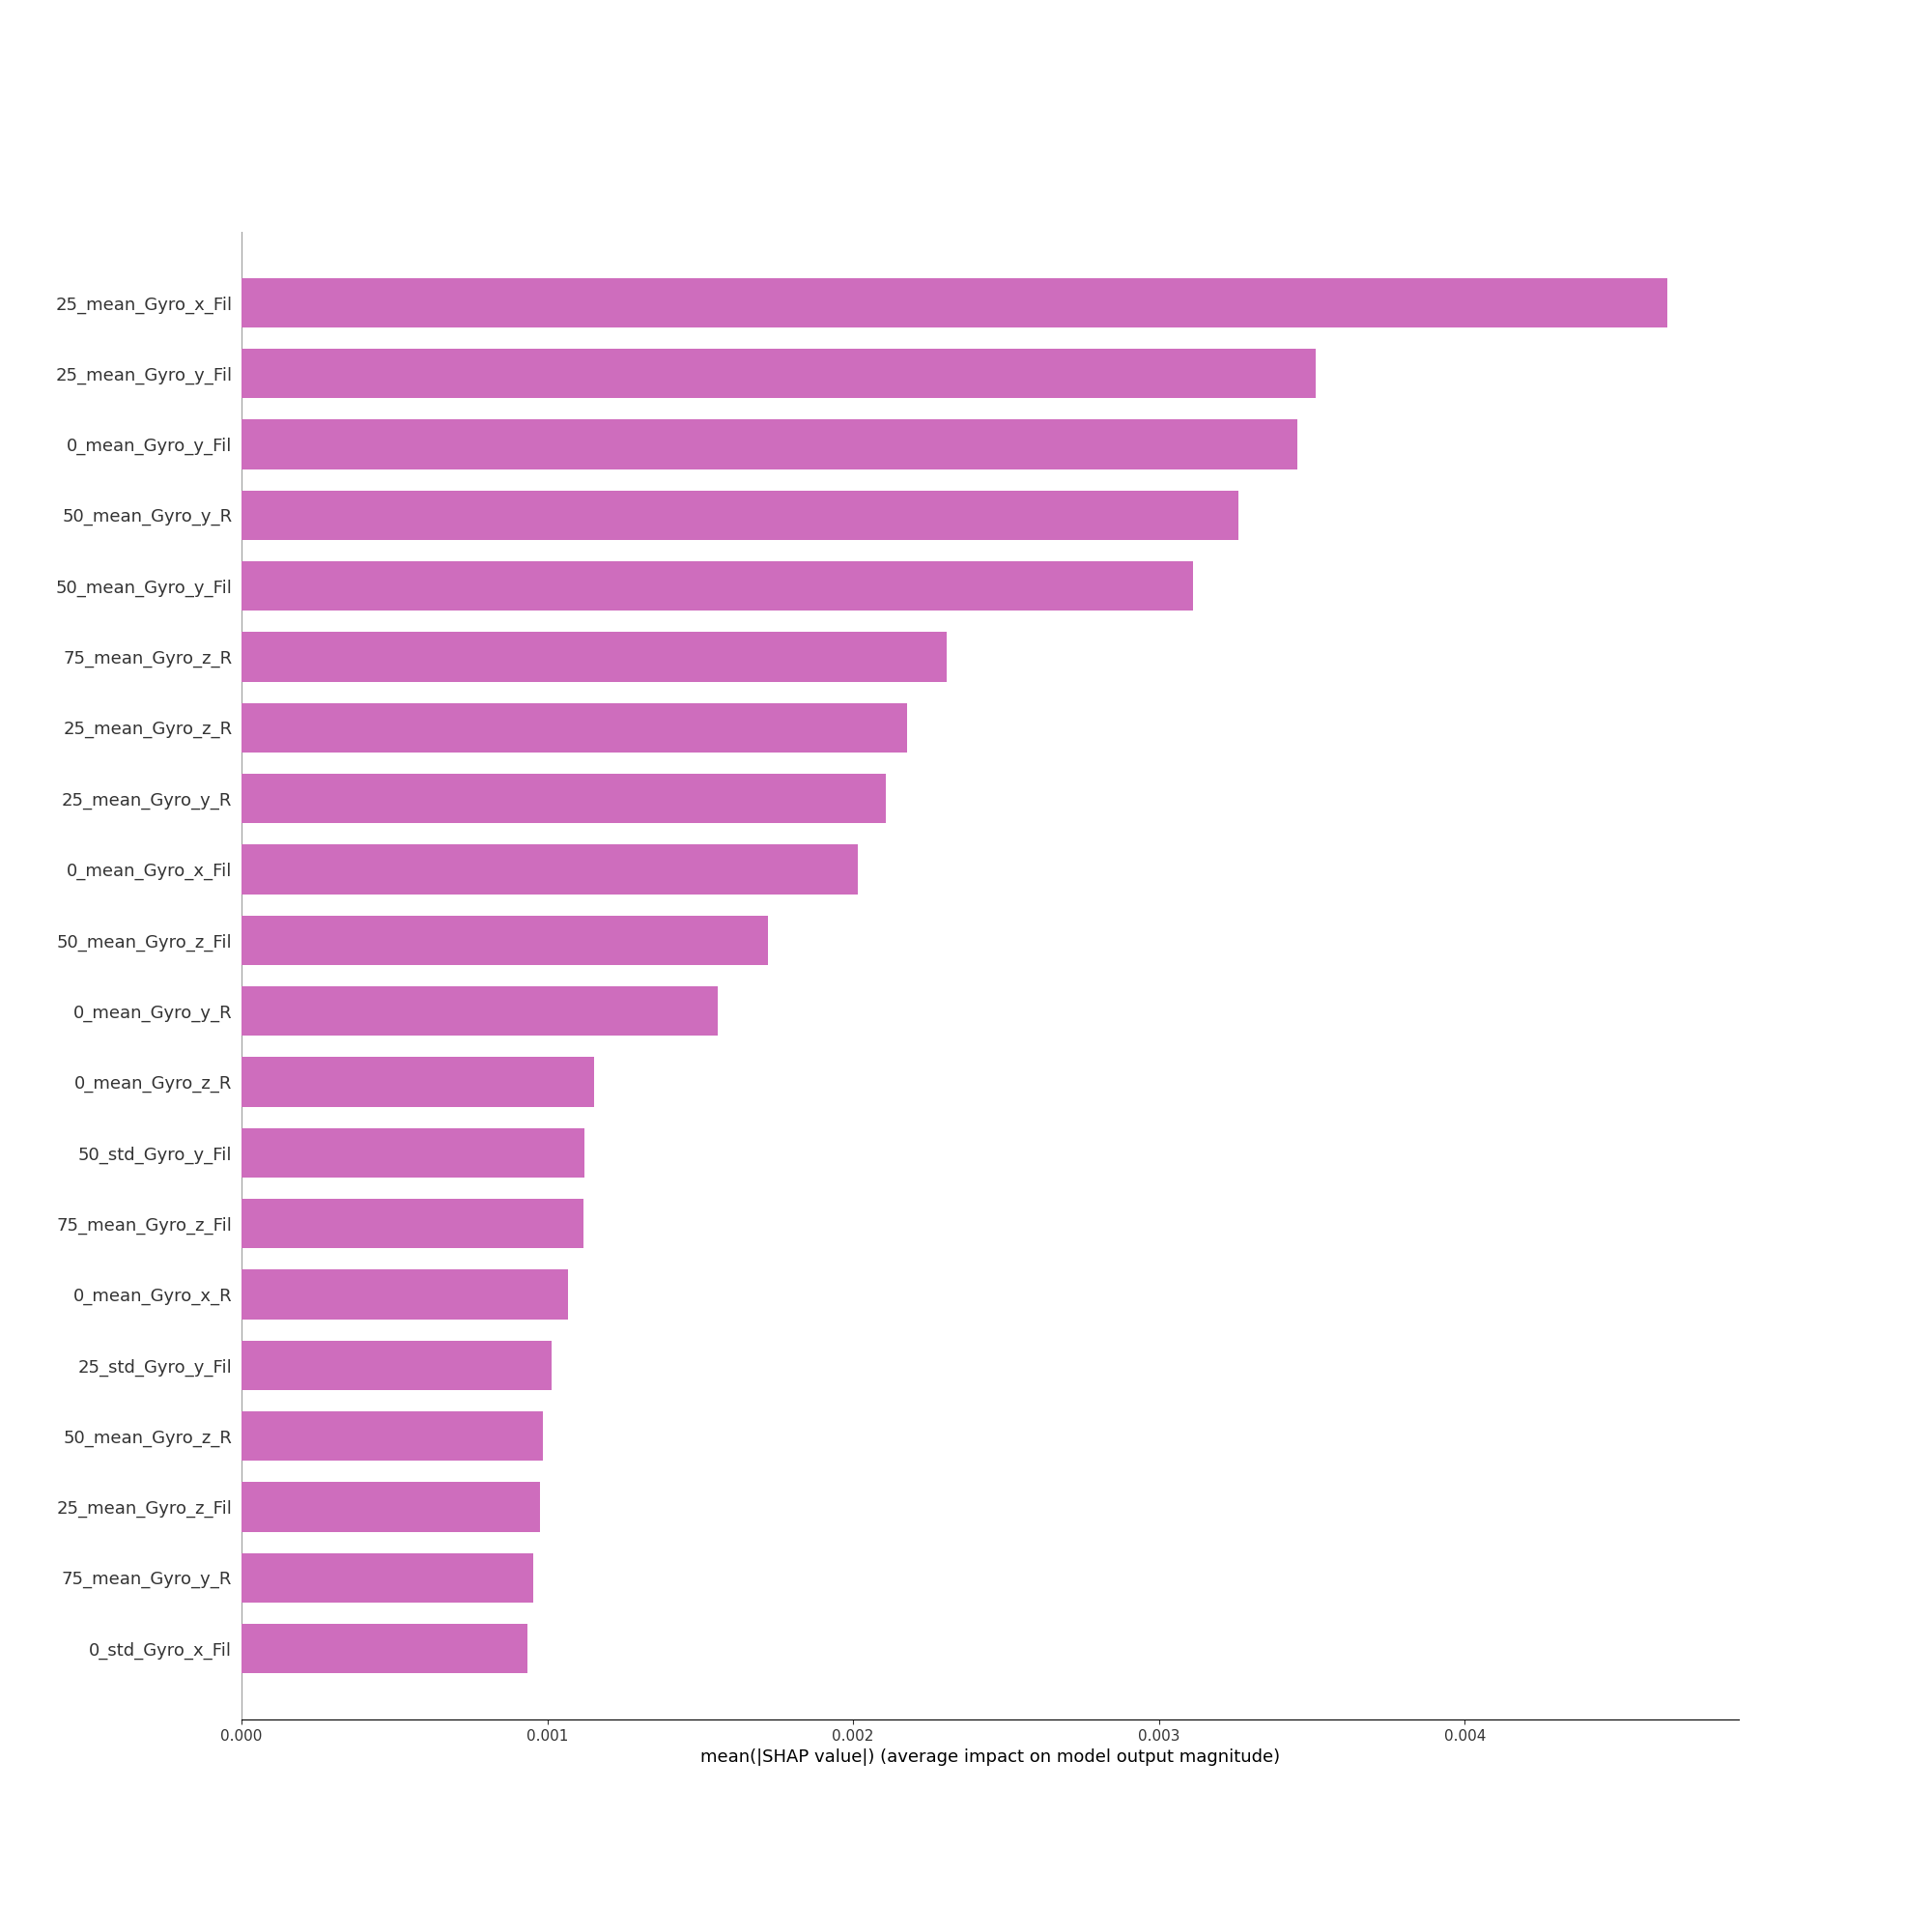 25_mean_Gyro_x_Fil
25_mean_Gyro_y_Fil
0_mean_Gyro_y_Fil
50_mean_Gyro_y_R
50_mean_Gyro_y_Fil
75_mean_Gyro_z_R
25_mean_Gyro_z_R
25_mean_Gyro_y_R
0_mean_Gyro_x_Fil
50_mean_Gyro_z_Fil
0_mean_Gyro_y_R
0_mean_Gyro_z_R
50_std_Gyro_y_Fil
75_mean_Gyro_z_Fil
0_mean_Gyro_x_R
25_std_Gyro_y_Fil
50_mean_Gyro_z_R
25_mean_Gyro_z_Fil
75_mean_Gyro_y_R
0_std_Gyro_x_Fil
0.000 0.001 0.002 0.003 0.004
mean(|SHAP value|) (average impact on model output magnitude)